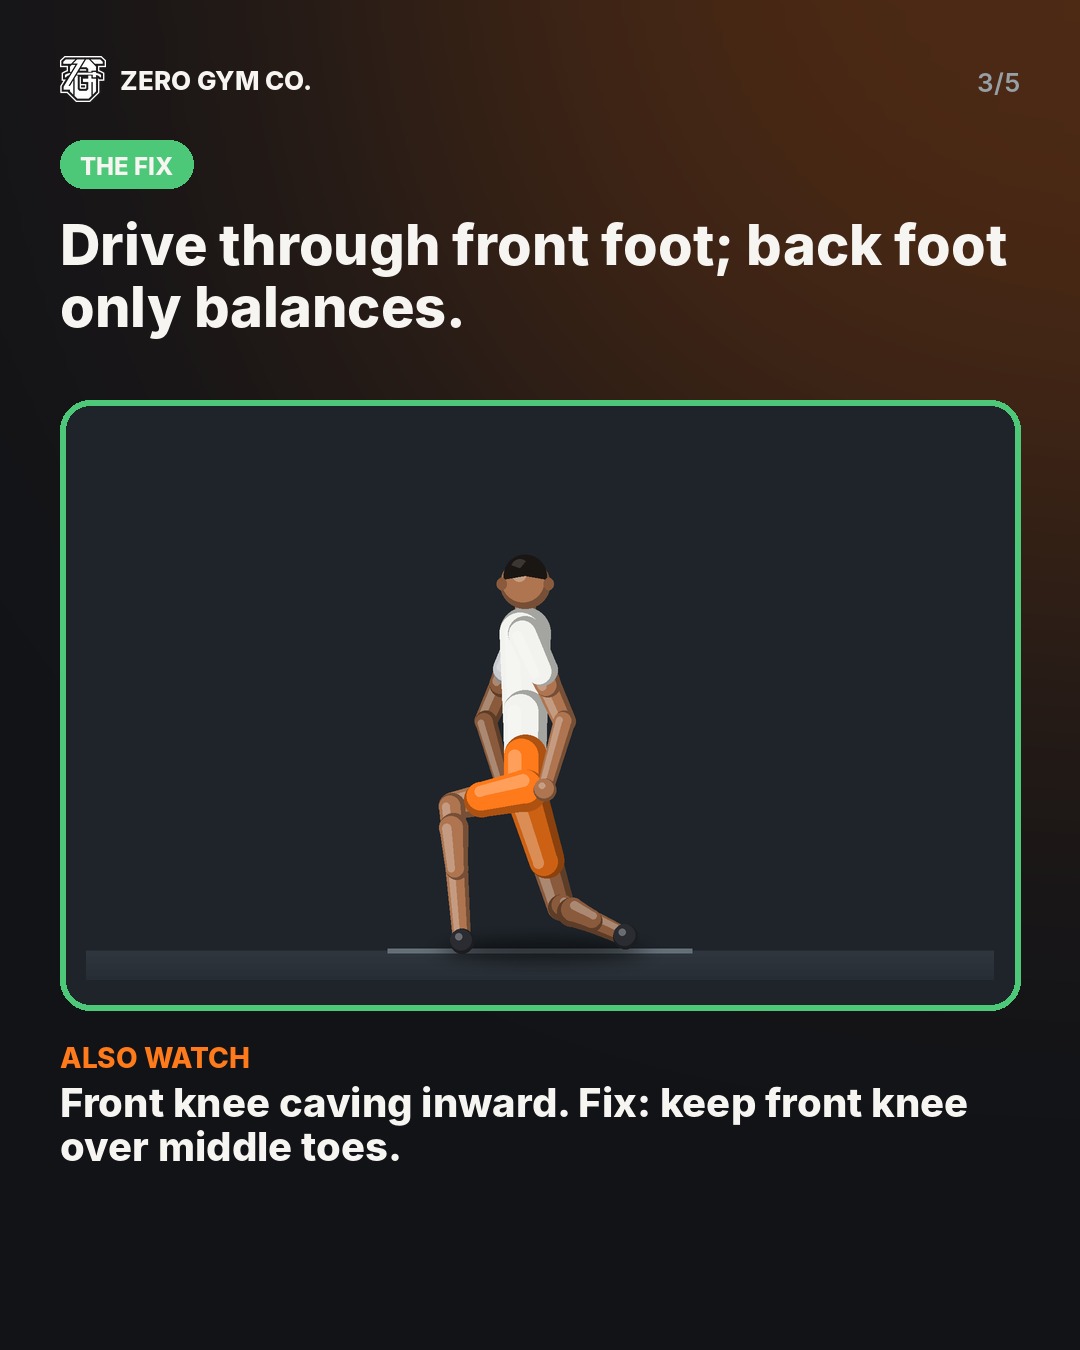 ZERO GYM CO.
3/5
THE FIX
Drive through front foot; back foot
only balances.
ALSO WATCH
Front knee caving inward. Fix: keep front knee
over middle toes.